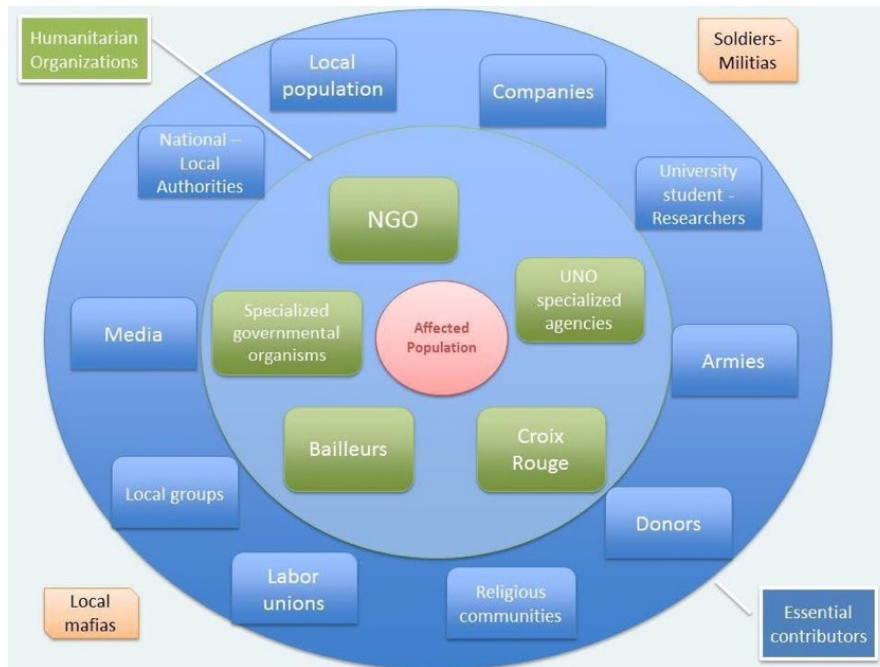 Humanitarian
Organizations
Local
population
Companies
Soldiers-
Militias
National –
Local
Authorities
University
student -
Researchers
NGO
UNO
specialized
agencies
Specialized
governmental
organisms
Affected
Population
Media
Armies
Bailleurs
Croix
Rouge
Local groups
Donors
Labor
unions
Religious
communities
Local
mafias
Essential
contributors